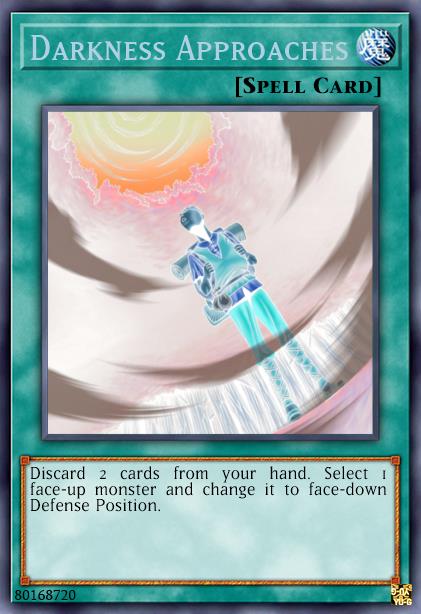 Darkness Approaches
魔
[Spell Card]
Discard 2 cards from your hand. Select 1
face-up monster and change it to face-down
Defense Position.
80168720